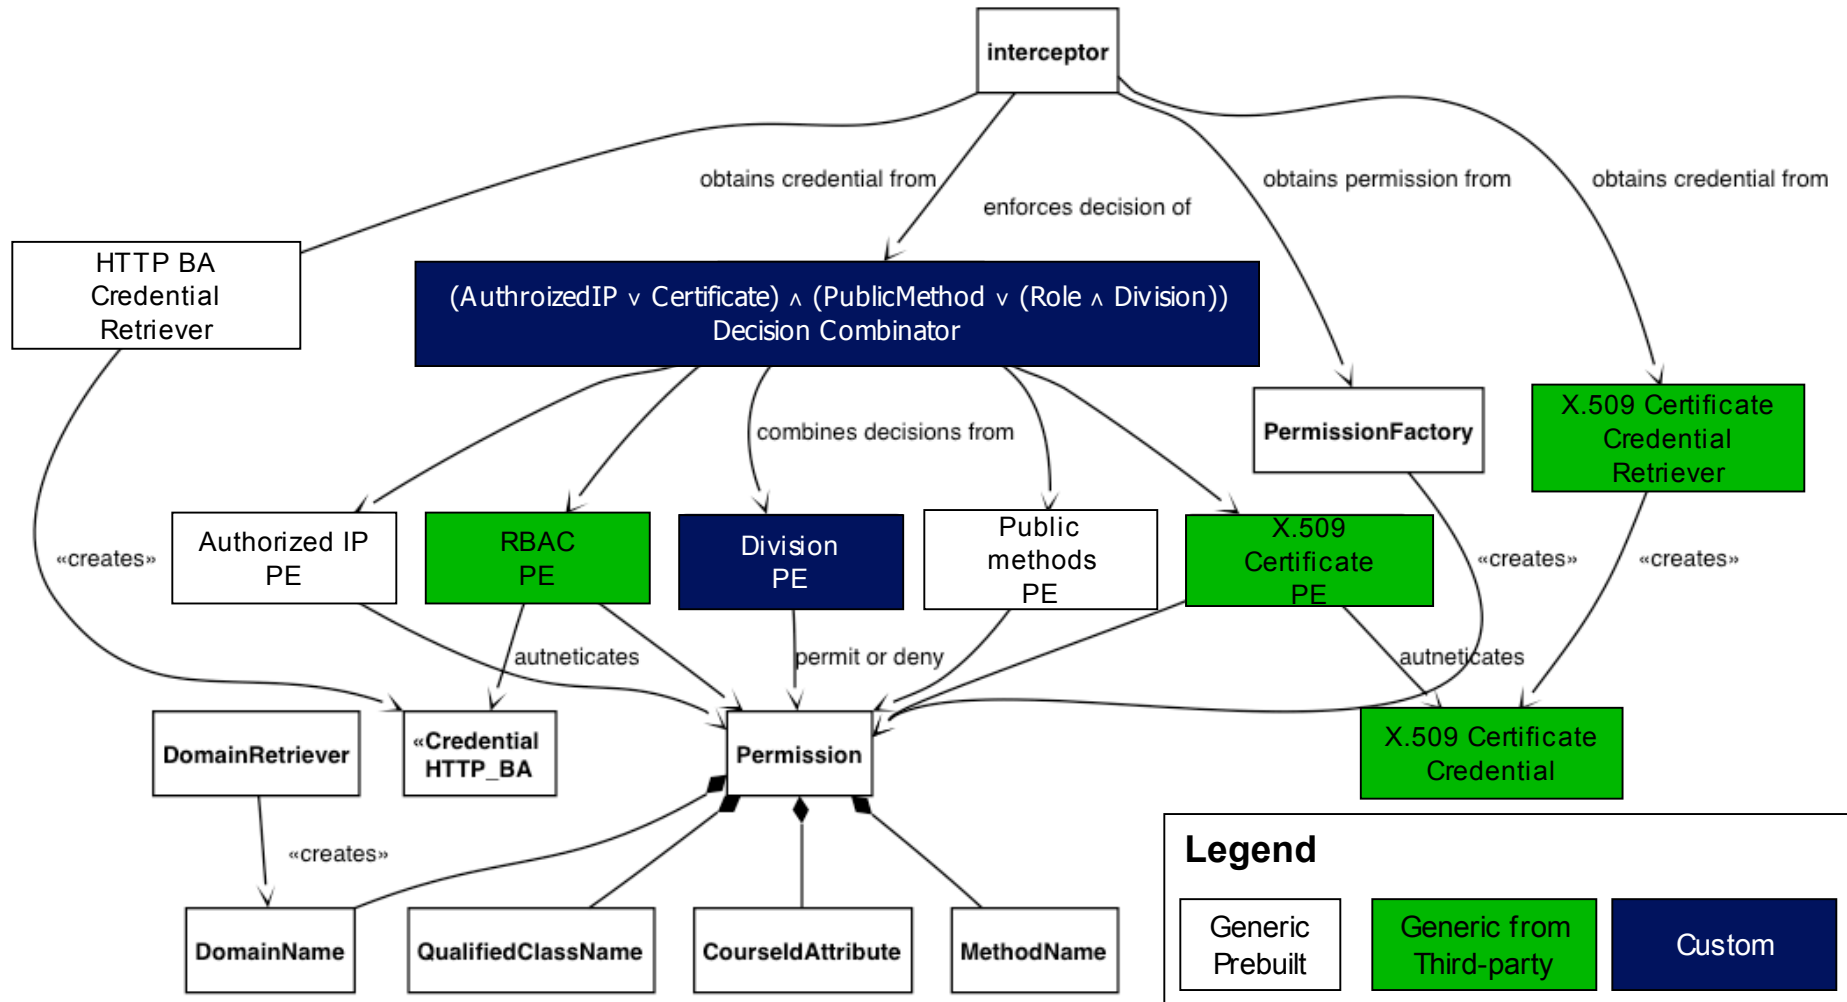 interceptor
obtains credential from
enforces decision of
obtains permission from
obtains credential from
HTTP BA
Credential
Retriever
(AuthroizedIP v Certificate) ∧ (PublicMethod v (Role ∧ Division))
Decision Combinator
combines decisions from
PermissionFactory
X.509 Certificate
Credential
Retriever
«creates»
Authorized IP
PE
RBAC
PE
Division
PE
Public
methods
PE
X.509
Certificate
PE
«creates»
«creates»
autneticates
permit or deny
autneticates
DomainRetriever
«Credential
HTTP_BA
Permission
X.509 Certificate
Credential
«creates»
DomainName
QualifiedClassName
CourseIdAttribute
MethodName
Legend
Generic
Prebuilt
Generic from
Third-party
Custom